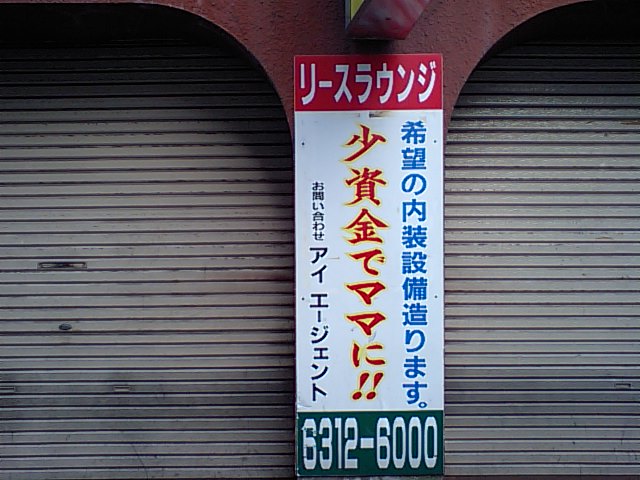 リースラウンジ
希望の内装設備造ります。
少資金でママに!!
お問い合わせ アイ エージェント
6312-6000